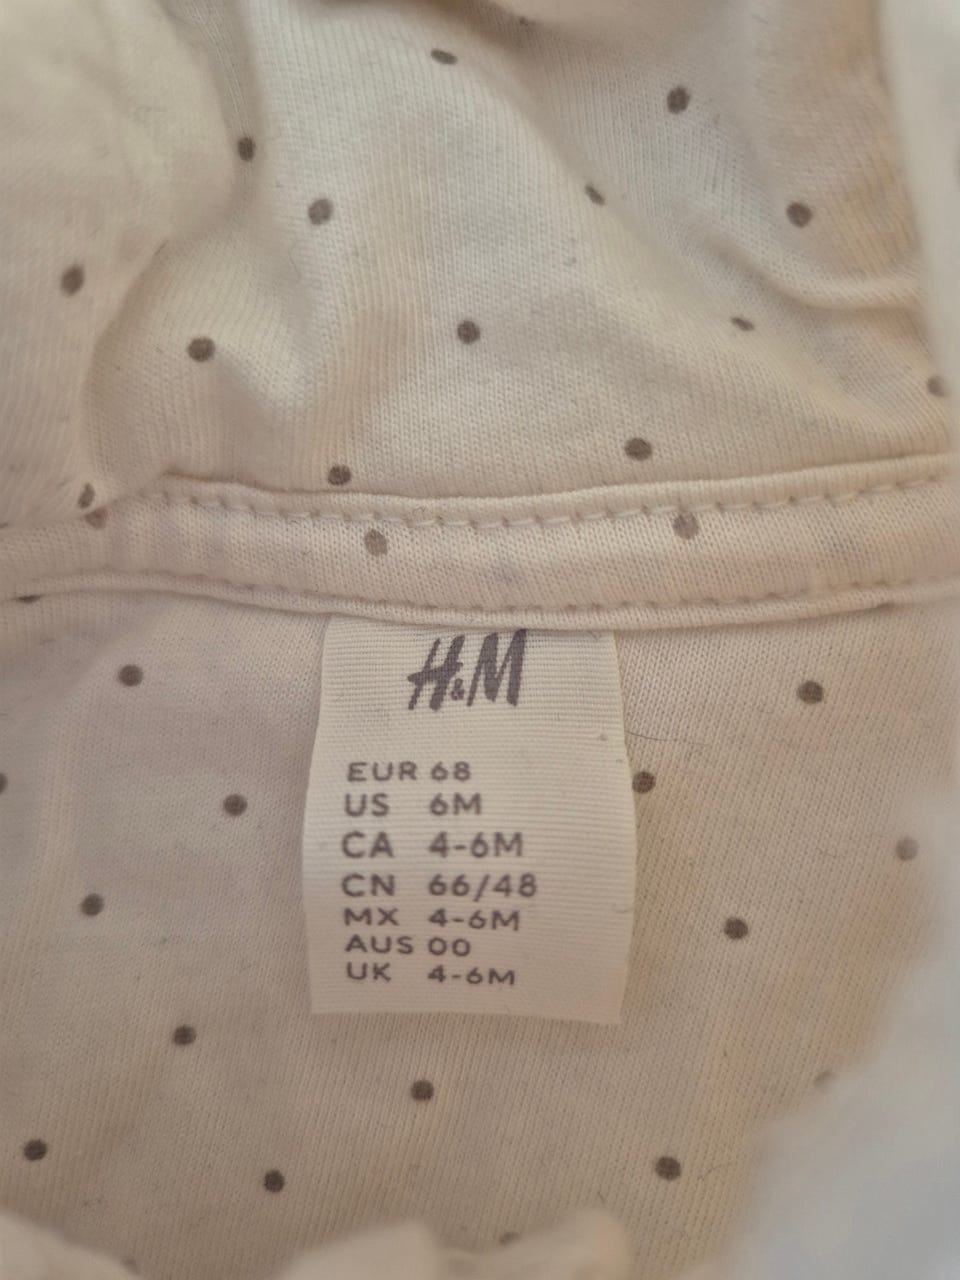 H&M
EUR 68
US 6M
CA 4-6M
CN 66/48
MX 4-6M
AUS 00
UK 4-6M